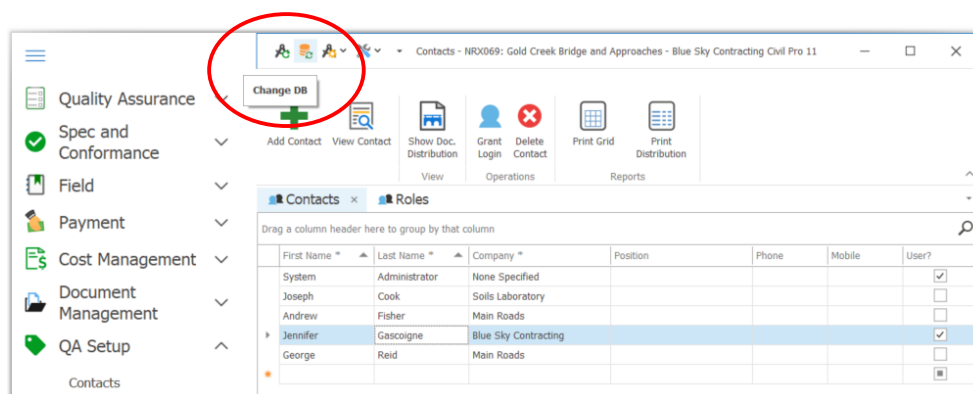 Contacts - NRX069: Gold Creek Bridge and Approaches - Blue Sky Contracting Civil Pro 11
Change DB
Quality Assurance
Spec and
Conformance
Field
Payment
Cost Management
Document
Management
QA Setup
Contacts
Add Contact View Contact Show Doc. Grant Delete Print Grid Print
Distribution Login Contact Distribution
View Operations Reports
Contacts × Roles
Drag a column header here to group by that column
First Name * Last Name * Company * Position Phone Mobile User?
System Administrator None Specified
Joseph Cook Soils Laboratory
Andrew Fisher Main Roads
Jennifer Gascoigne Blue Sky Contracting
George Reid Main Roads